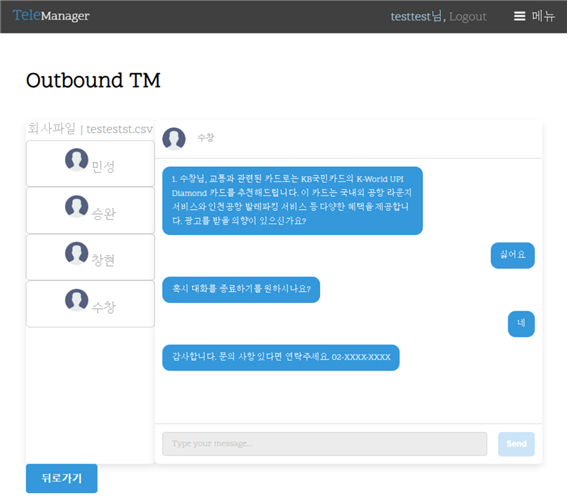 TeleManager
testtest님, Logout
메뉴
Outbound TM
회사파일 | testestst.csv
민성
승완
창현
수창
수창
1. 수창님, 교통과 관련된 카드로는 KB국민카드의 K-World UPI
Diamond 카드를 추천해드립니다. 이 카드는 국내외 공항 라운지
서비스와 인천공항 발레파킹 서비스 등 다양한 혜택을 제공합니
다. 광고를 받을 의향이 있으신가요?
싫어요
혹시 대화를 종료하기를 원하시나요?
네
감사합니다. 문의 사항 있다면 연락주세요. 02-XXXX-XXXX
Type your message...
Send
뒤로가기